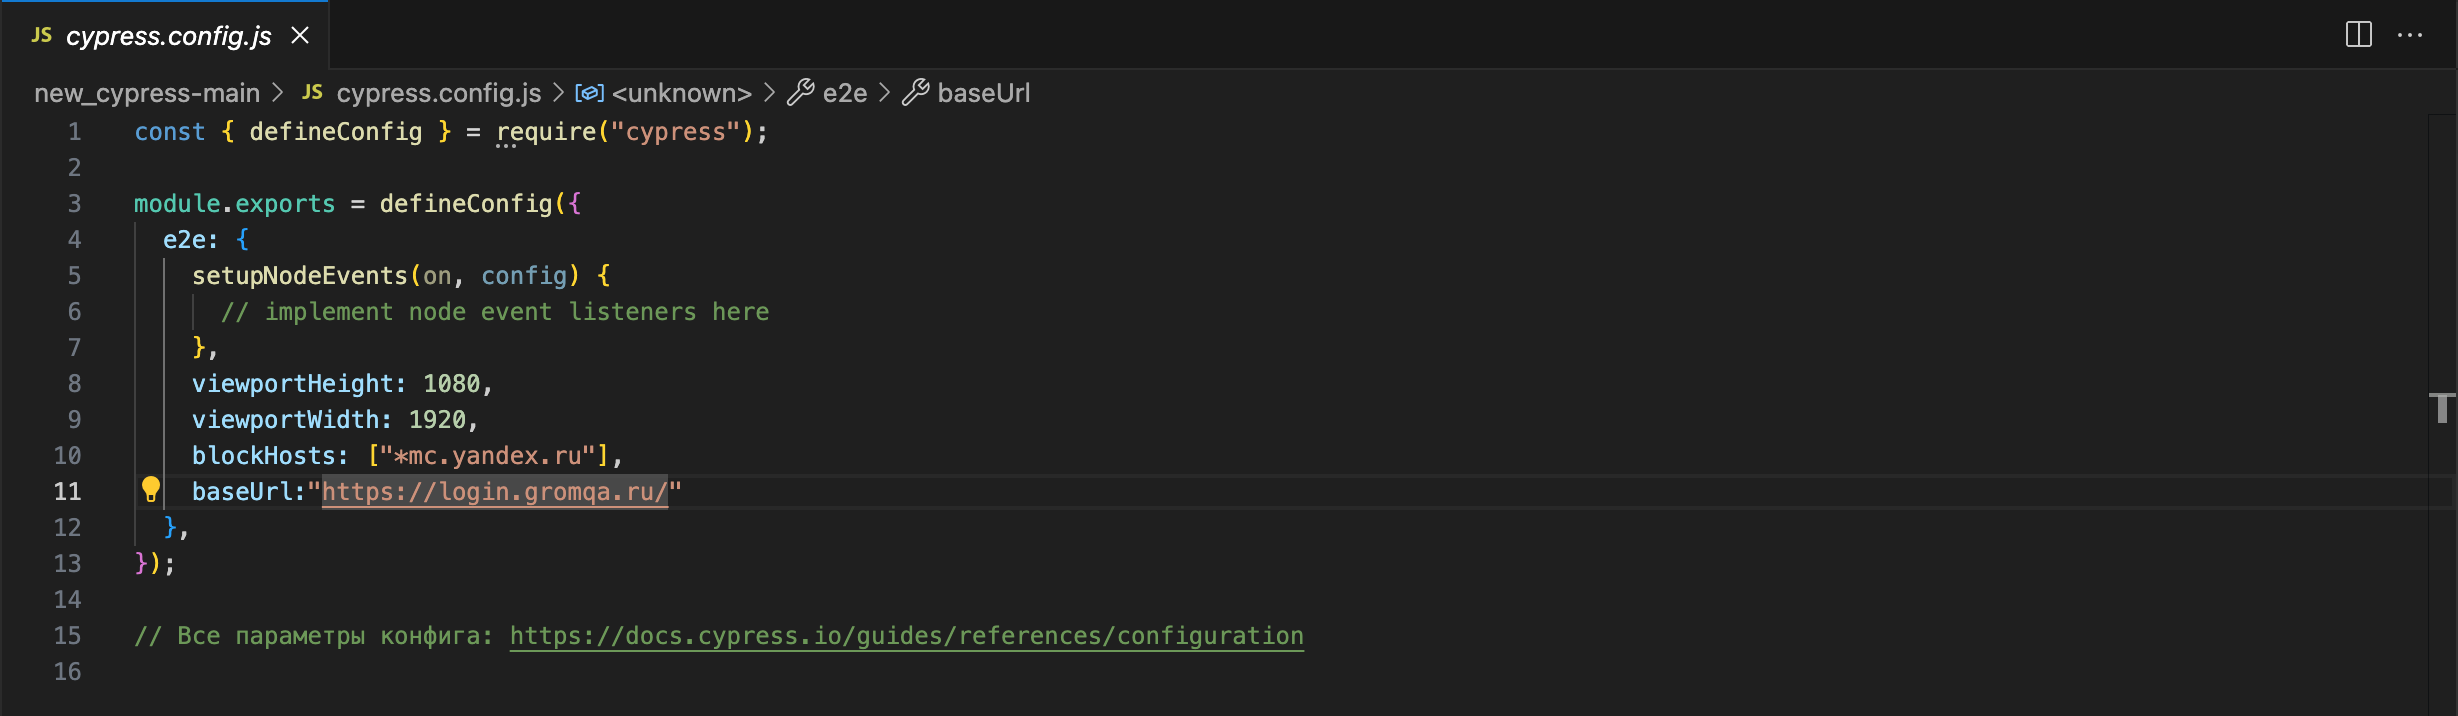 JS cypress.config.js
new_cypress-main > JS cypress.config.js > <unknown> > e2e > baseUrl
1 const { defineConfig } = require("cypress");
2
3 module.exports = defineConfig({
4   e2e: {
5     setupNodeEvents(on, config) {
6       // implement node event listeners here
7     },
8     viewportHeight: 1080,
9     viewportWidth: 1920,
10     blockHosts: ["*mc.yandex.ru"],
11     baseUrl:"https://login.gromqa.ru/"
12   },
13 });
14
15 // Все параметры конфига: https://docs.cypress.io/guides/references/configuration
16